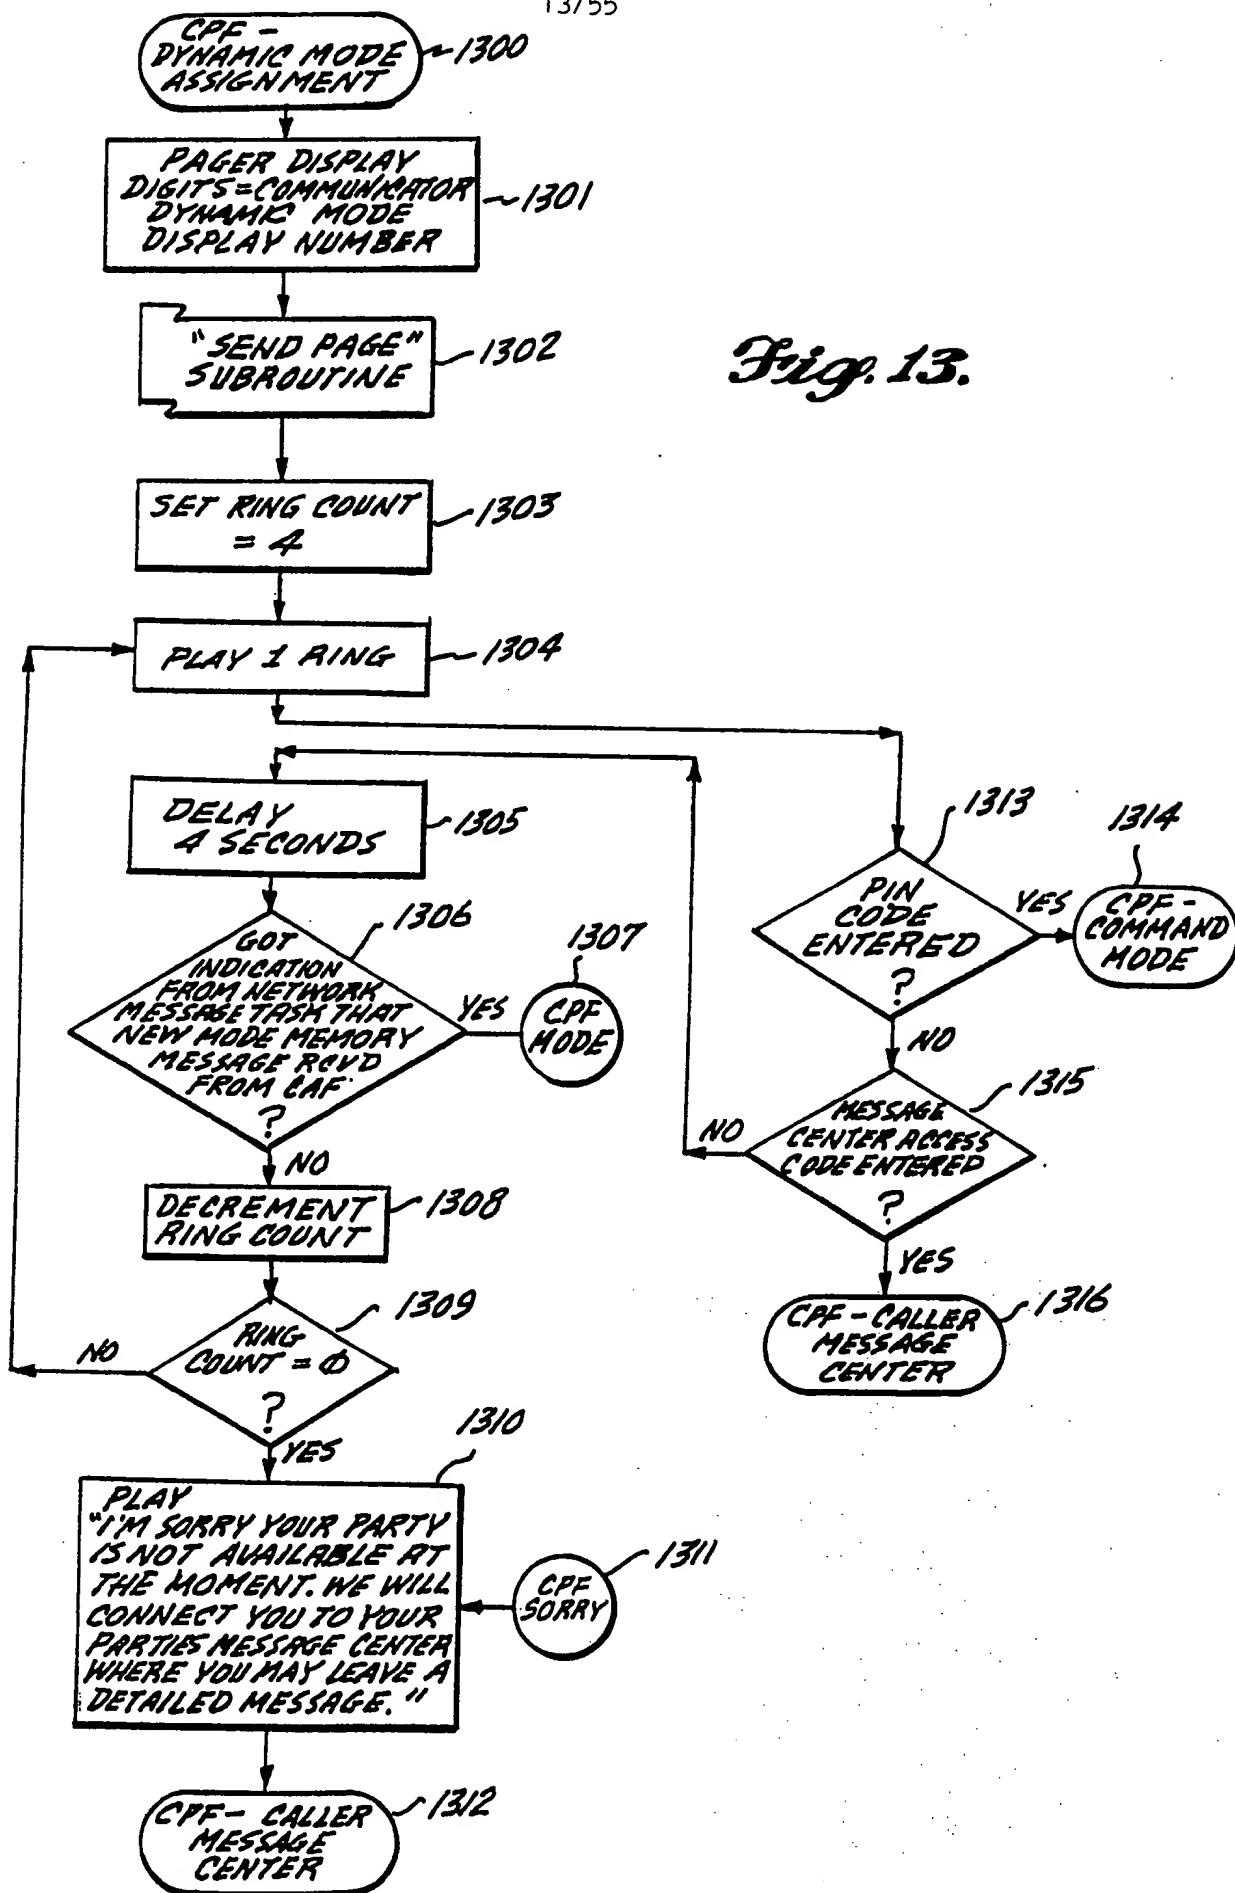 13/55
CPF -
DYNAMIC MODE
ASSIGNMENT
1300
PAGER DISPLAY
DIGITS=COMMUNICATOR
DYNAMIC MODE
DISPLAY NUMBER
1301
"SEND PAGE"
SUBROUTINE
1302
Fig. 13.
SET RING COUNT
= 4
1303
PLAY 1 RING
1304
DELAY
4 SECONDS
1305
GOT
INDICATION
FROM NETWORK
MESSAGE TASK THAT
NEW MODE MEMORY
MESSAGE RCVD
FROM CAF
?
1306
YES
1307
CPF
MODE
NO
DECREMENT
RING COUNT
1308
RING
COUNT = Ø
?
1309
NO
YES
1310
PLAY
"I'M SORRY YOUR PARTY
IS NOT AVAILABLE AT
THE MOMENT. WE WILL
CONNECT YOU TO YOUR
PARTIES MESSAGE CENTER
WHERE YOU MAY LEAVE A
DETAILED MESSAGE."
CPF
SORRY
1311
CPF - CALLER
MESSAGE
CENTER
1312
1313
PIN
CODE
ENTERED
?
YES
1314
CPF -
COMMAND
MODE
NO
1315
MESSAGE
CENTER ACCESS
CODE ENTERED
?
NO
YES
CPF - CALLER
MESSAGE
CENTER
1316